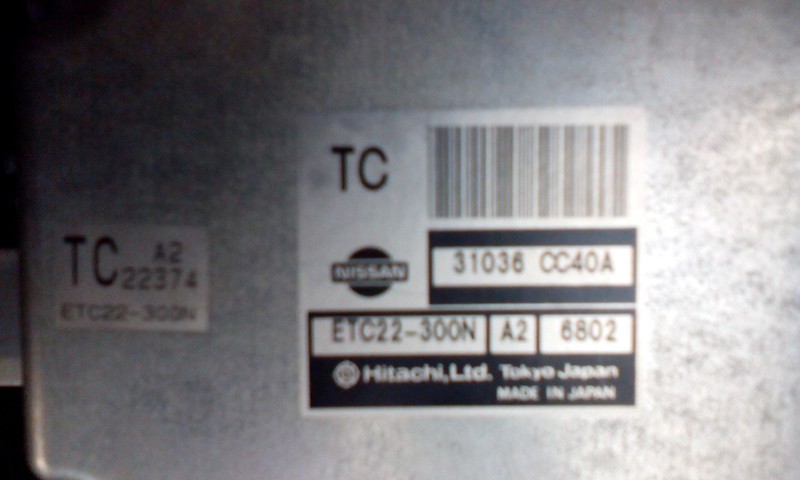 TC A2
22374
ETC22-300N
TC
NISSAN
31036 CC40A
ETC22-300N A2 6802
Hitachi, Ltd. Tokyo Japan
MADE IN JAPAN